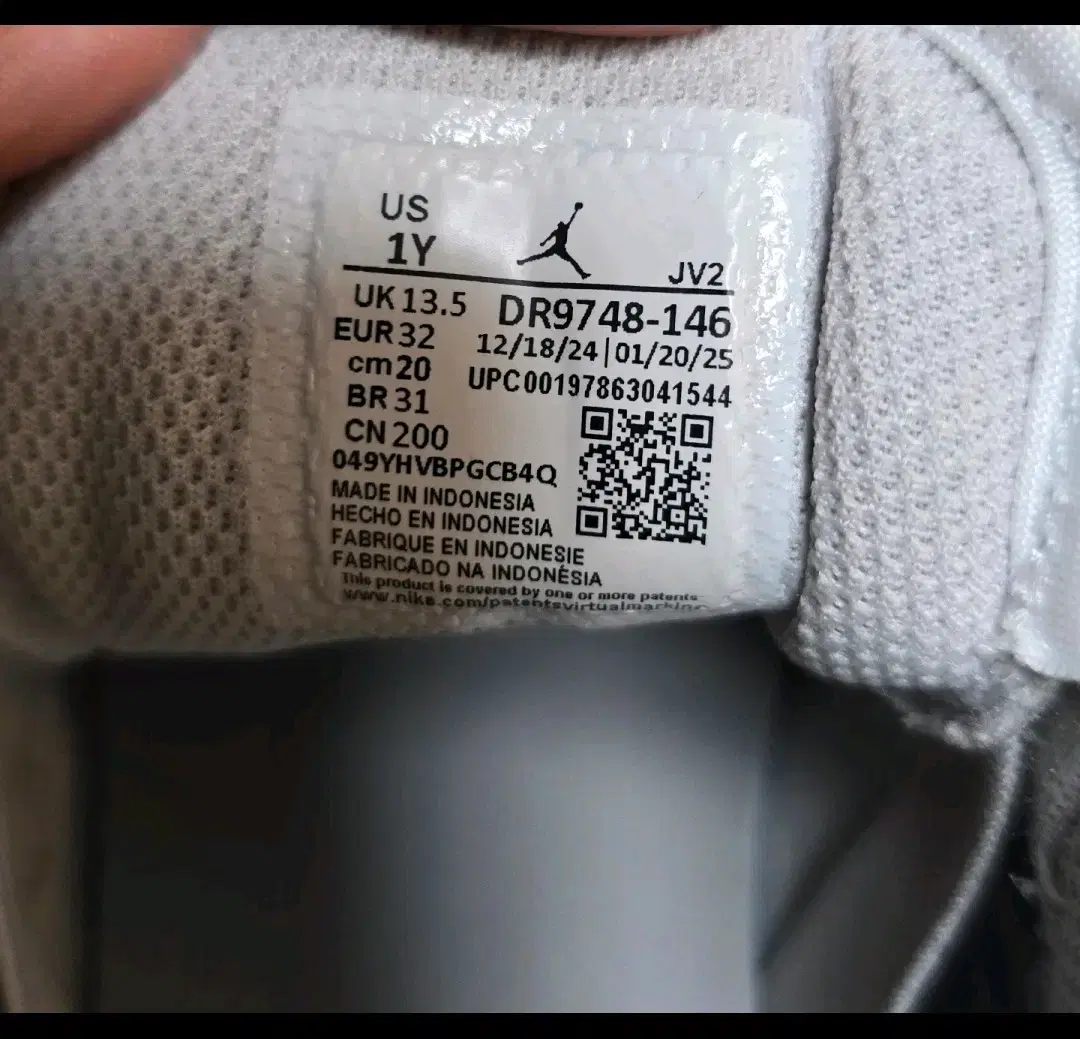 US
1Y
JV2
UK 13.5
DR9748-146
EUR 32
12/18/24|01/20/25
cm 20
UPC00197863041544
BR 31
CN 200
049YHVBPGCB4Q
MADE IN INDONESIA
HECHO EN INDONESIA
FABRIQUE EN INDONESIE
FABRICADO NA INDONÉSIA
This product is covered by one or more patents
www.nike.com/patentsvirtualmarking